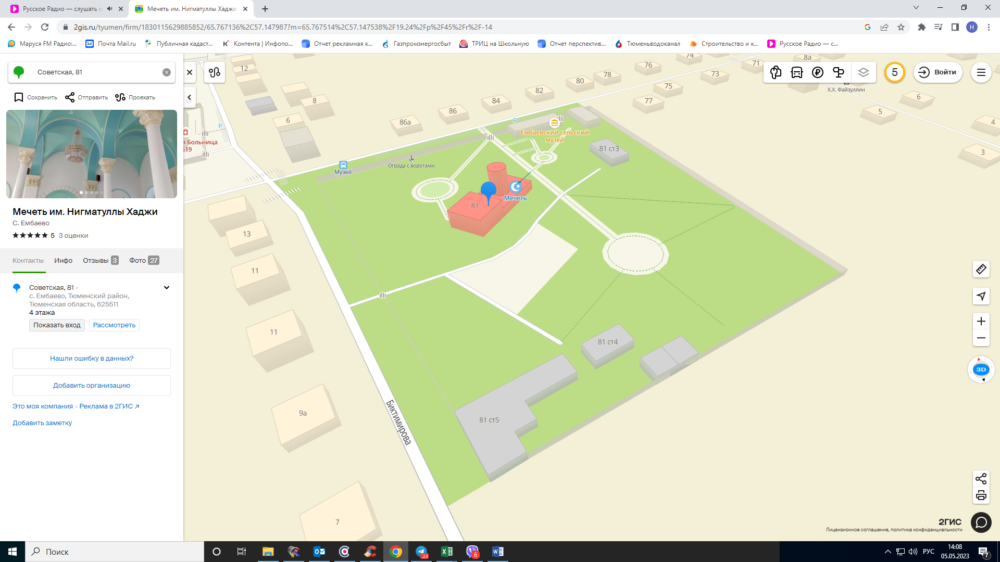 Русское Радио — слушать о
Мечеть им. Нигматуллы Хаджи,
2gis.ru/tyumen/firm/1830115629885852/65.767136%2C57.147987?m=65.767514%2C57.147538%2F19.24%2Fp%2F45%2Fr%2F-14
Н
Маруся FM Радио:...
Почта Mail.ru
Публичная кадаст...
Контента | Инфопо...
Отчет рекламная к...
Газпромэнергосбыт
ТРИЦ на Школьную
Отчет перспектив...
Тюменьводоканал
Строительство и к...
Русское Радио — с...
Советская, 81
Сохранить
Отправить
Проехать
Мечеть им. Нигматуллы Хаджи
С. Ембаево
5 3 оценки
Контакты Инфо Отзывы 3 Фото 27
Советская, 81
с. Ембаево, Тюменский район,
Тюменская область, 625511
4 этажа
Показать вход
Рассмотреть
Нашли ошибку в данных?
Добавить организацию
Это моя компания Реклама в 2ГИС
Добавить заметку
5
Войти
12
8
6
86а
86
84
82
80
78
76
74
77
75
73
71
8а
Х.Х. Файзуллин
6
5
4
3
P
P
я Больница
№19
Музей
Ограда с воротами
Ембаевский сельский
музей
81 ст3
Мечеть
81
13
11
11
9а
7
Биктимирова
81 ст4
81 ст5
3D
2ГИС
Лицензионное соглашение, политика конфиденциальности
Поиск
23
6
РУС
14:08
05.05.2023
7